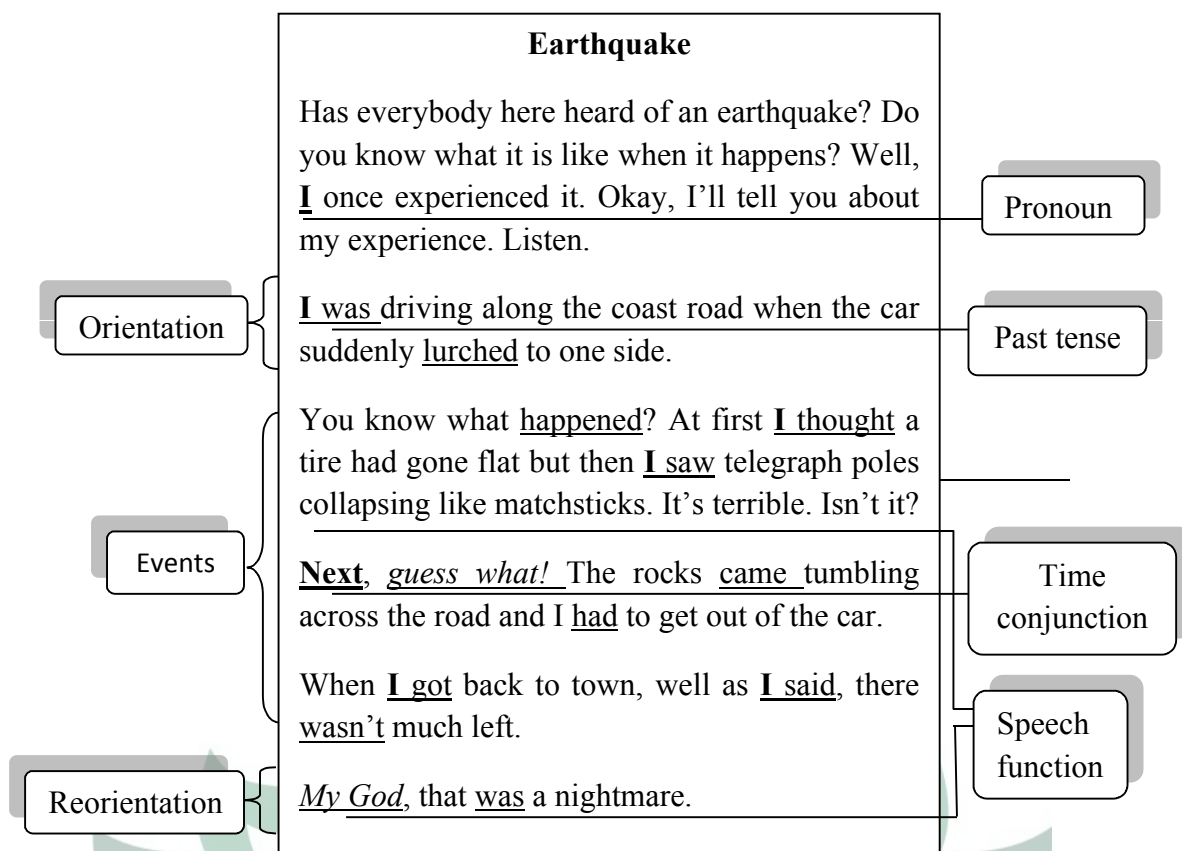 Earthquake
Has everybody here heard of an earthquake? Do
you know what it is like when it happens? Well,
I once experienced it. Okay, I'll tell you about
my experience. Listen.
Pronoun
Orientation
I was driving along the coast road when the car
suddenly lurched to one side.
Past tense
You know what happened? At first I thought a
tire had gone flat but then I saw telegraph poles
collapsing like matchsticks. It's terrible. Isn't it?
Events
Next, guess what! The rocks came tumbling
across the road and I had to get out of the car.
Time
conjunction
When I got back to town, well as I said, there
wasn't much left.
Speech
function
Reorientation
My God, that was a nightmare.